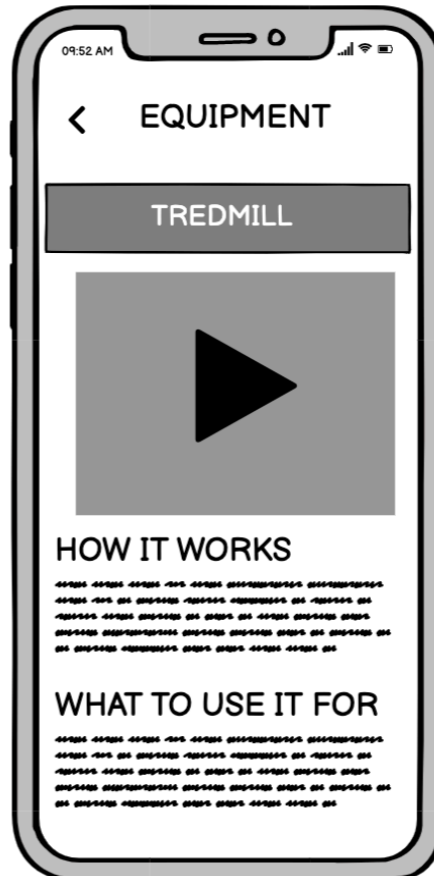 09:52 AM
EQUIPMENT
TREDMILL
HOW IT WORKS
WHAT TO USE IT FOR